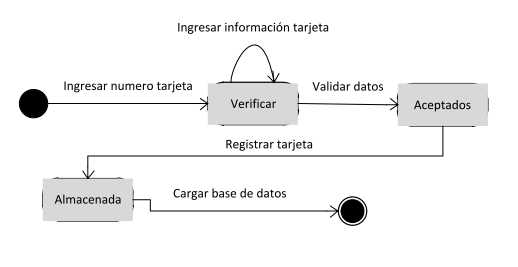 Ingresar información tarjeta
Ingresar numero tarjeta
Validar datos
Verificar
Aceptados
Registrar tarjeta
Almacenada
Cargar base de datos